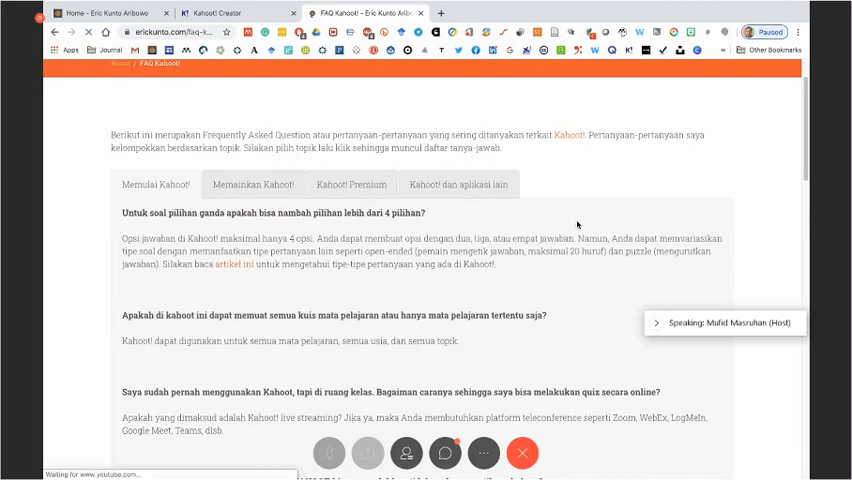 Home - Eric Kunto Aribowo
Kahoot! Creator
FAQ Kahoot! - Eric Kunto Aribo
erickunto.com/faq-k...
Paused
Apps
Journal
Other Bookmarks
Home / FAQ Kahoot!
Berikut ini merupakan Frequently Asked Question atau pertanyaan-pertanyaan yang sering ditanyakan terkait Kahoot!. Pertanyaan-pertanyaan saya
kelompokkan berdasarkan topik. Silakan pilih topik lalu klik sehingga muncul daftar tanya-jawab.
Memulai Kahoot!
Memainkan Kahoot!
Kahoot! Premium
Kahoot! dan aplikasi lain
Untuk soal pilihan ganda apakah bisa nambah pilihan lebih dari 4 pilihan?
Opsi jawaban di Kahoot! maksimal hanya 4 opsi. Anda dapat membuat opsi dengan dua, tiga, atau empat jawaban. Namun, Anda dapat memvariasikan
tipe soal dengan memanfaatkan tipe pertanyaan lain seperti open-ended (pemain mengetik jawaban, maksimal 20 huruf) dan puzzle (mengurutkan
jawaban). Silakan baca artikel ini untuk mengetahui tipe-tipe pertanyaan yang ada di Kahoot!.
Apakah di kahoot ini dapat memuat semua kuis mata pelajaran atau hanya mata pelajaran tertentu saja?
Speaking: Mufid Masruhan (Host)
Kahoot! dapat digunakan untuk semua mata pelajaran, semua usia, dan semua topik.
Saya sudah pernah menggunakan Kahoot, tapi di ruang kelas. Bagaiman caranya sehingga saya bisa melakukan quiz secara online?
Apakah yang dimaksud adalah Kahoot! live streaming? Jika ya, maka Anda membutuhkan platform teleconference seperti Zoom, WebEx, LogMeIn,
Google Meet, Teams, dlsb.
Waiting for www.youtube.com...